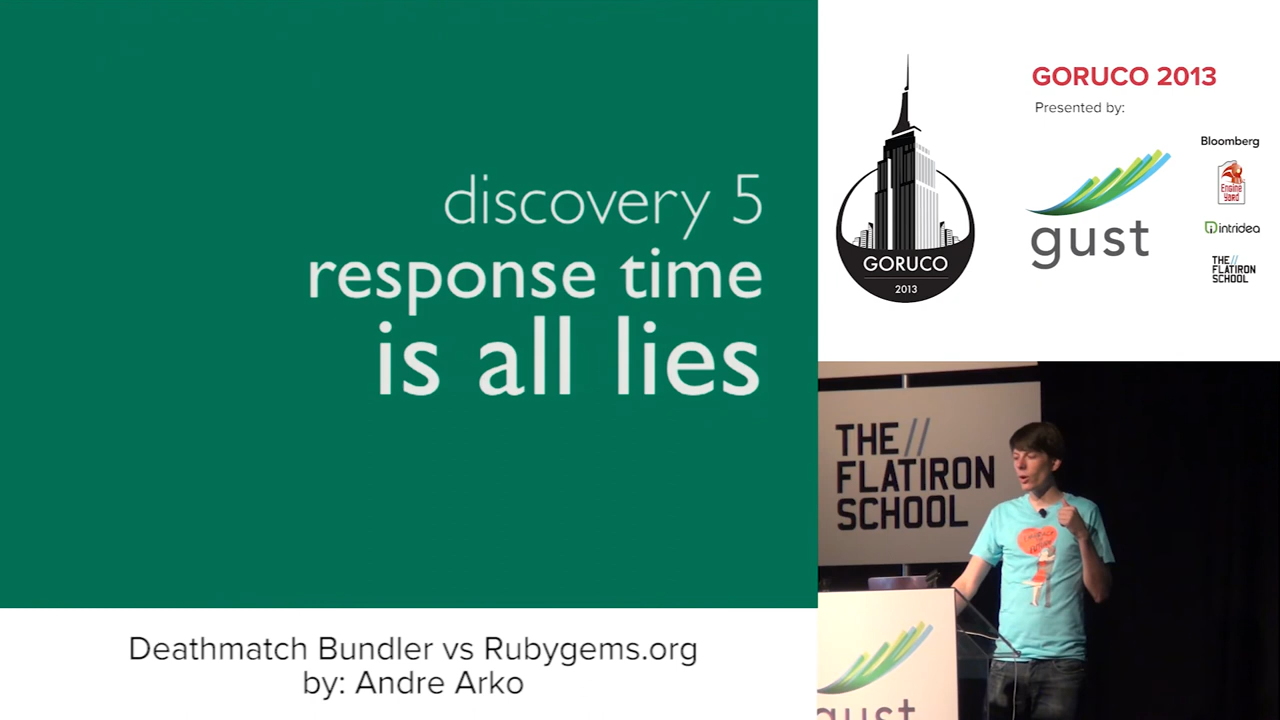 discovery 5
response time
is all lies
Deathmatch Bundler vs Rubygems.org
by: Andre Arko
GORUCO 2013
Presented by:
GORUCO
2013
gust
Bloomberg
Engine
Yard
intridea
THE//
FLATIRON
SCHOOL
THE//
FLATIRON
SCHOOL
gust